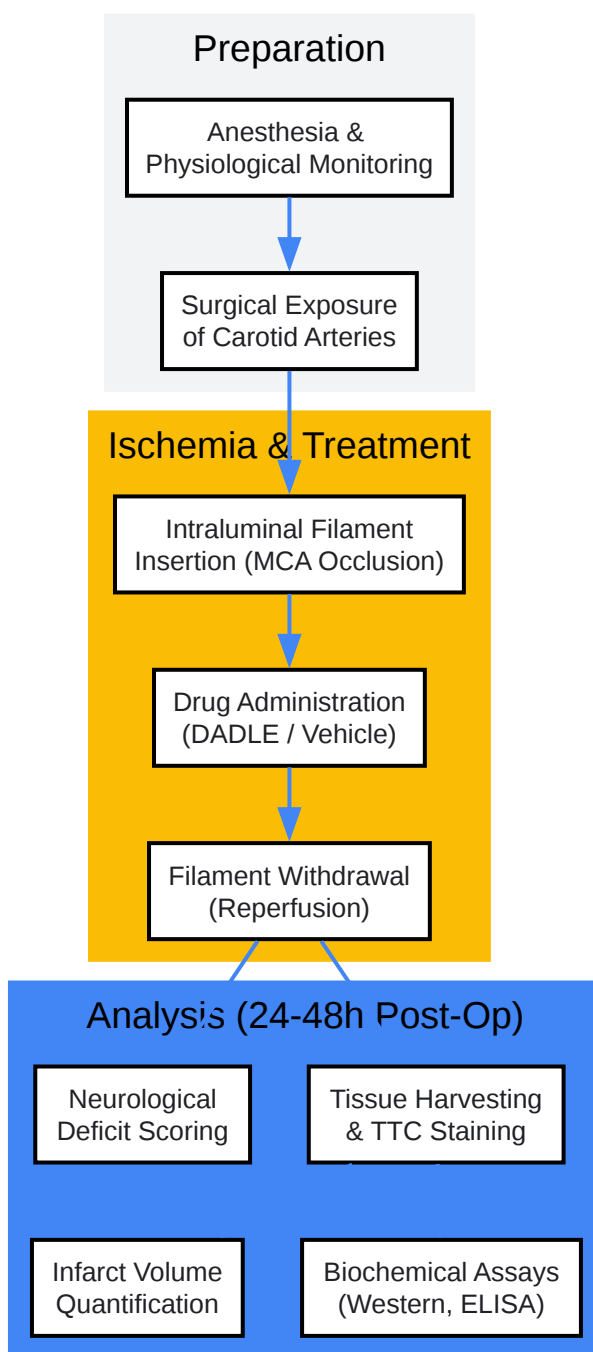 Preparation
Anesthesia &
Physiological Monitoring
Surgical Exposure
of Carotid Arteries
Ischemia & Treatment
Intraluminal Filament
Insertion (MCA Occlusion)
Drug Administration
(DADLE / Vehicle)
Filament Withdrawal
(Reperfusion)
Analysis (24-48h Post-Op)
Neurological
Deficit Scoring
Tissue Harvesting
& TTC Staining
Infarct Volume
Quantification
Biochemical Assays
(Western, ELISA)